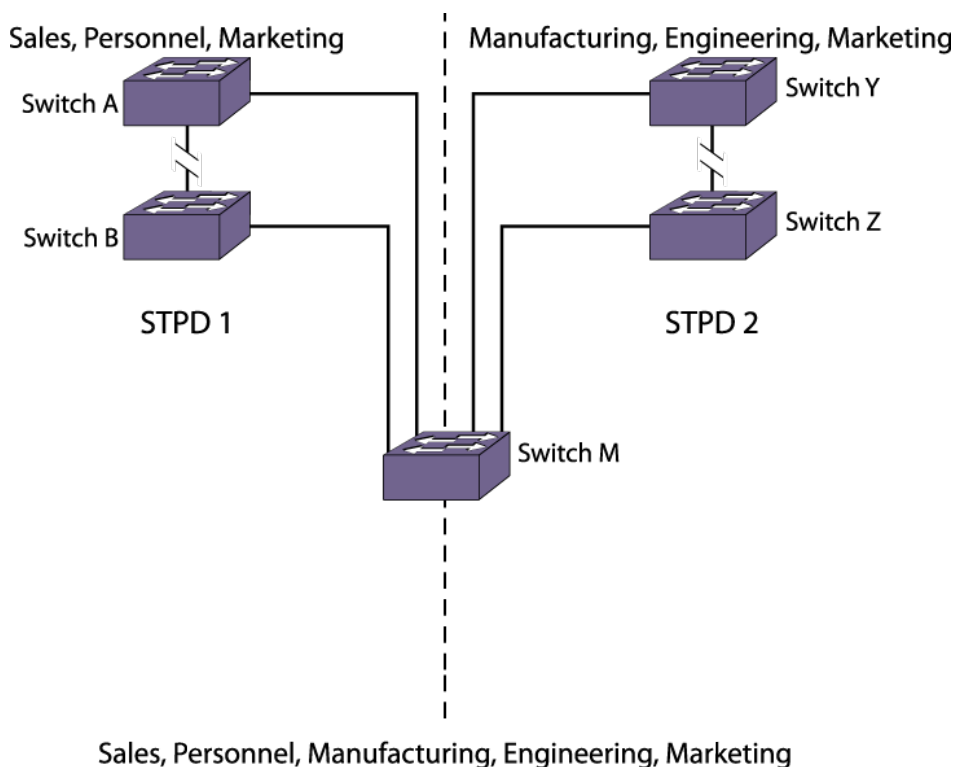 Sales, Personnel, Marketing
Manufacturing, Engineering, Marketing
Switch A
Switch Y
Switch B
Switch Z
STPD 1
STPD 2
Switch M
Sales, Personnel, Manufacturing, Engineering, Marketing